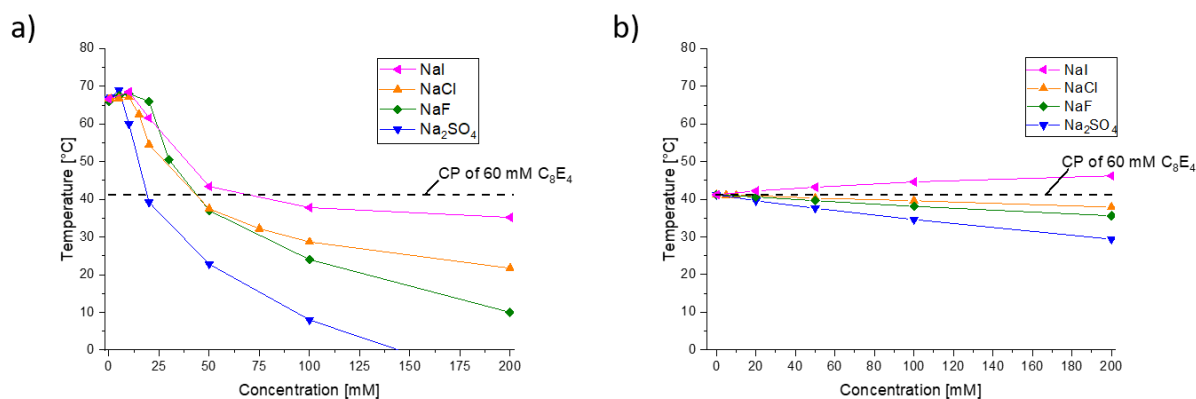 a)
80
70
60
50
40
30
20
10
0
Temperature [°C]
NaI
NaCl
NaF
Na₂SO₄
CP of 60 mM C₈E₄
0 25 50 75 100 125 150 175 200
Concentration [mM]
b)
80
70
60
50
40
30
20
10
0
Temperature [°C]
NaI
NaCl
NaF
Na₂SO₄
CP of 60 mM C₈E₄
0 20 40 60 80 100 120 140 160 180 200
Concentration [mM]